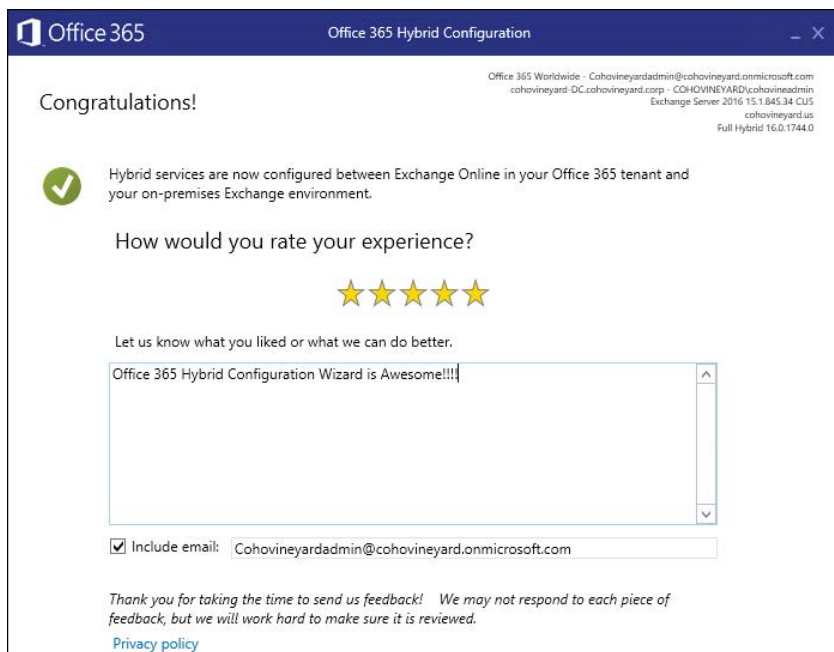 Office 365
Office 365 Hybrid Configuration
Office 365 Worldwide - Cohovineyardadmin@cohovineyard.onmicrosoft.com
cohovineyard-DC.cohovineyard.corp - COHOVINEYARD\cohovineadmin
Exchange Server 2016 15.1.845.34 CU5
cohovineyard.us
Full Hybrid 16.0.1744.0
Congratulations!
Hybrid services are now configured between Exchange Online in your Office 365 tenant and
your on-premises Exchange environment.
How would you rate your experience?
Let us know what you liked or what we can do better.
Office 365 Hybrid Configuration Wizard is Awesome!!!!
Include email: Cohovineyardadmin@cohovineyard.onmicrosoft.com
Thank you for taking the time to send us feedback! We may not respond to each piece of
feedback, but we will work hard to make sure it is reviewed.
Privacy policy